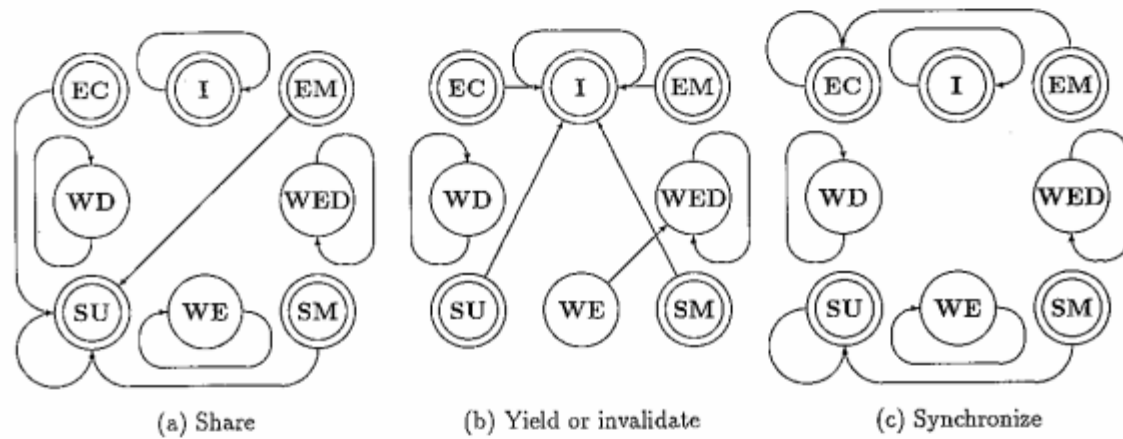 EC I EM EC I EM EC I EM
WD WED WD WED WD WED
SU WE SM SU WE SM SU WE SM
(a) Share (b) Yield or invalidate (c) Synchronize